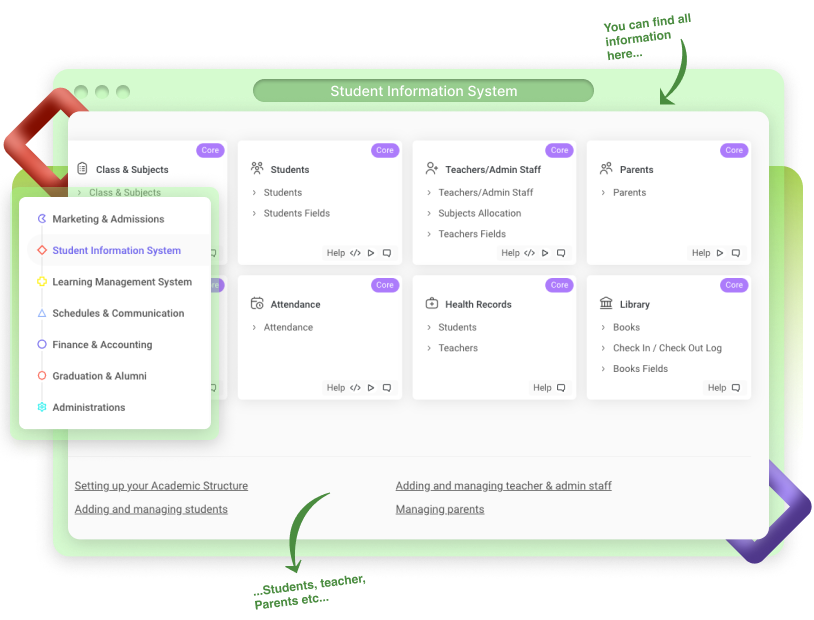 You can find all
information
here...
Student Information System
Core
Class & Subjects
Class & Subjects
Core
Students
Students
Students Fields
Help
Core
Teachers/Admin Staff
Teachers/Admin Staff
Subjects Allocation
Teachers Fields
Help
Core
Parents
Parents
Help
Marketing & Admissions
Student Information System
Learning Management System
Schedules & Communication
Finance & Accounting
Graduation & Alumni
Administrations
Core
Attendance
Attendance
Help
Core
Health Records
Students
Teachers
Help
Core
Library
Books
Check In / Check Out Log
Books Fields
Help
Setting up your Academic Structure
Adding and managing teacher & admin staff
Adding and managing students
Managing parents
...Students, teacher,
Parents etc...